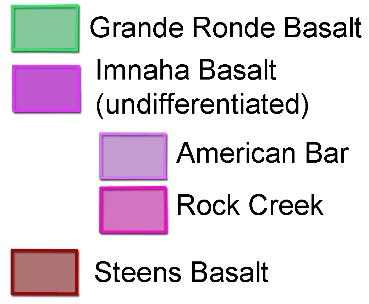 Grande Ronde Basalt
Imnaha Basalt
(undifferentiated)
American Bar
Rock Creek
Steens Basalt